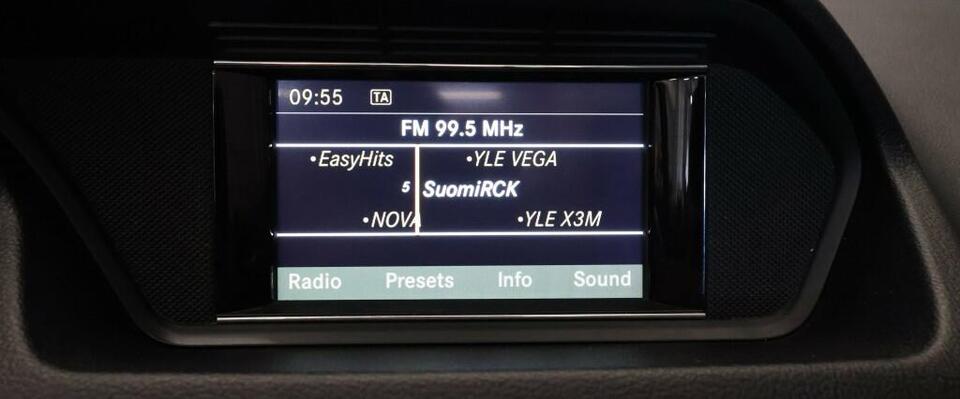 09:55 TA
FM 99.5 MHz
•EasyHits •YLE VEGA
5 SuomiRCK
•NOVA •YLE X3M
Radio Presets Info Sound